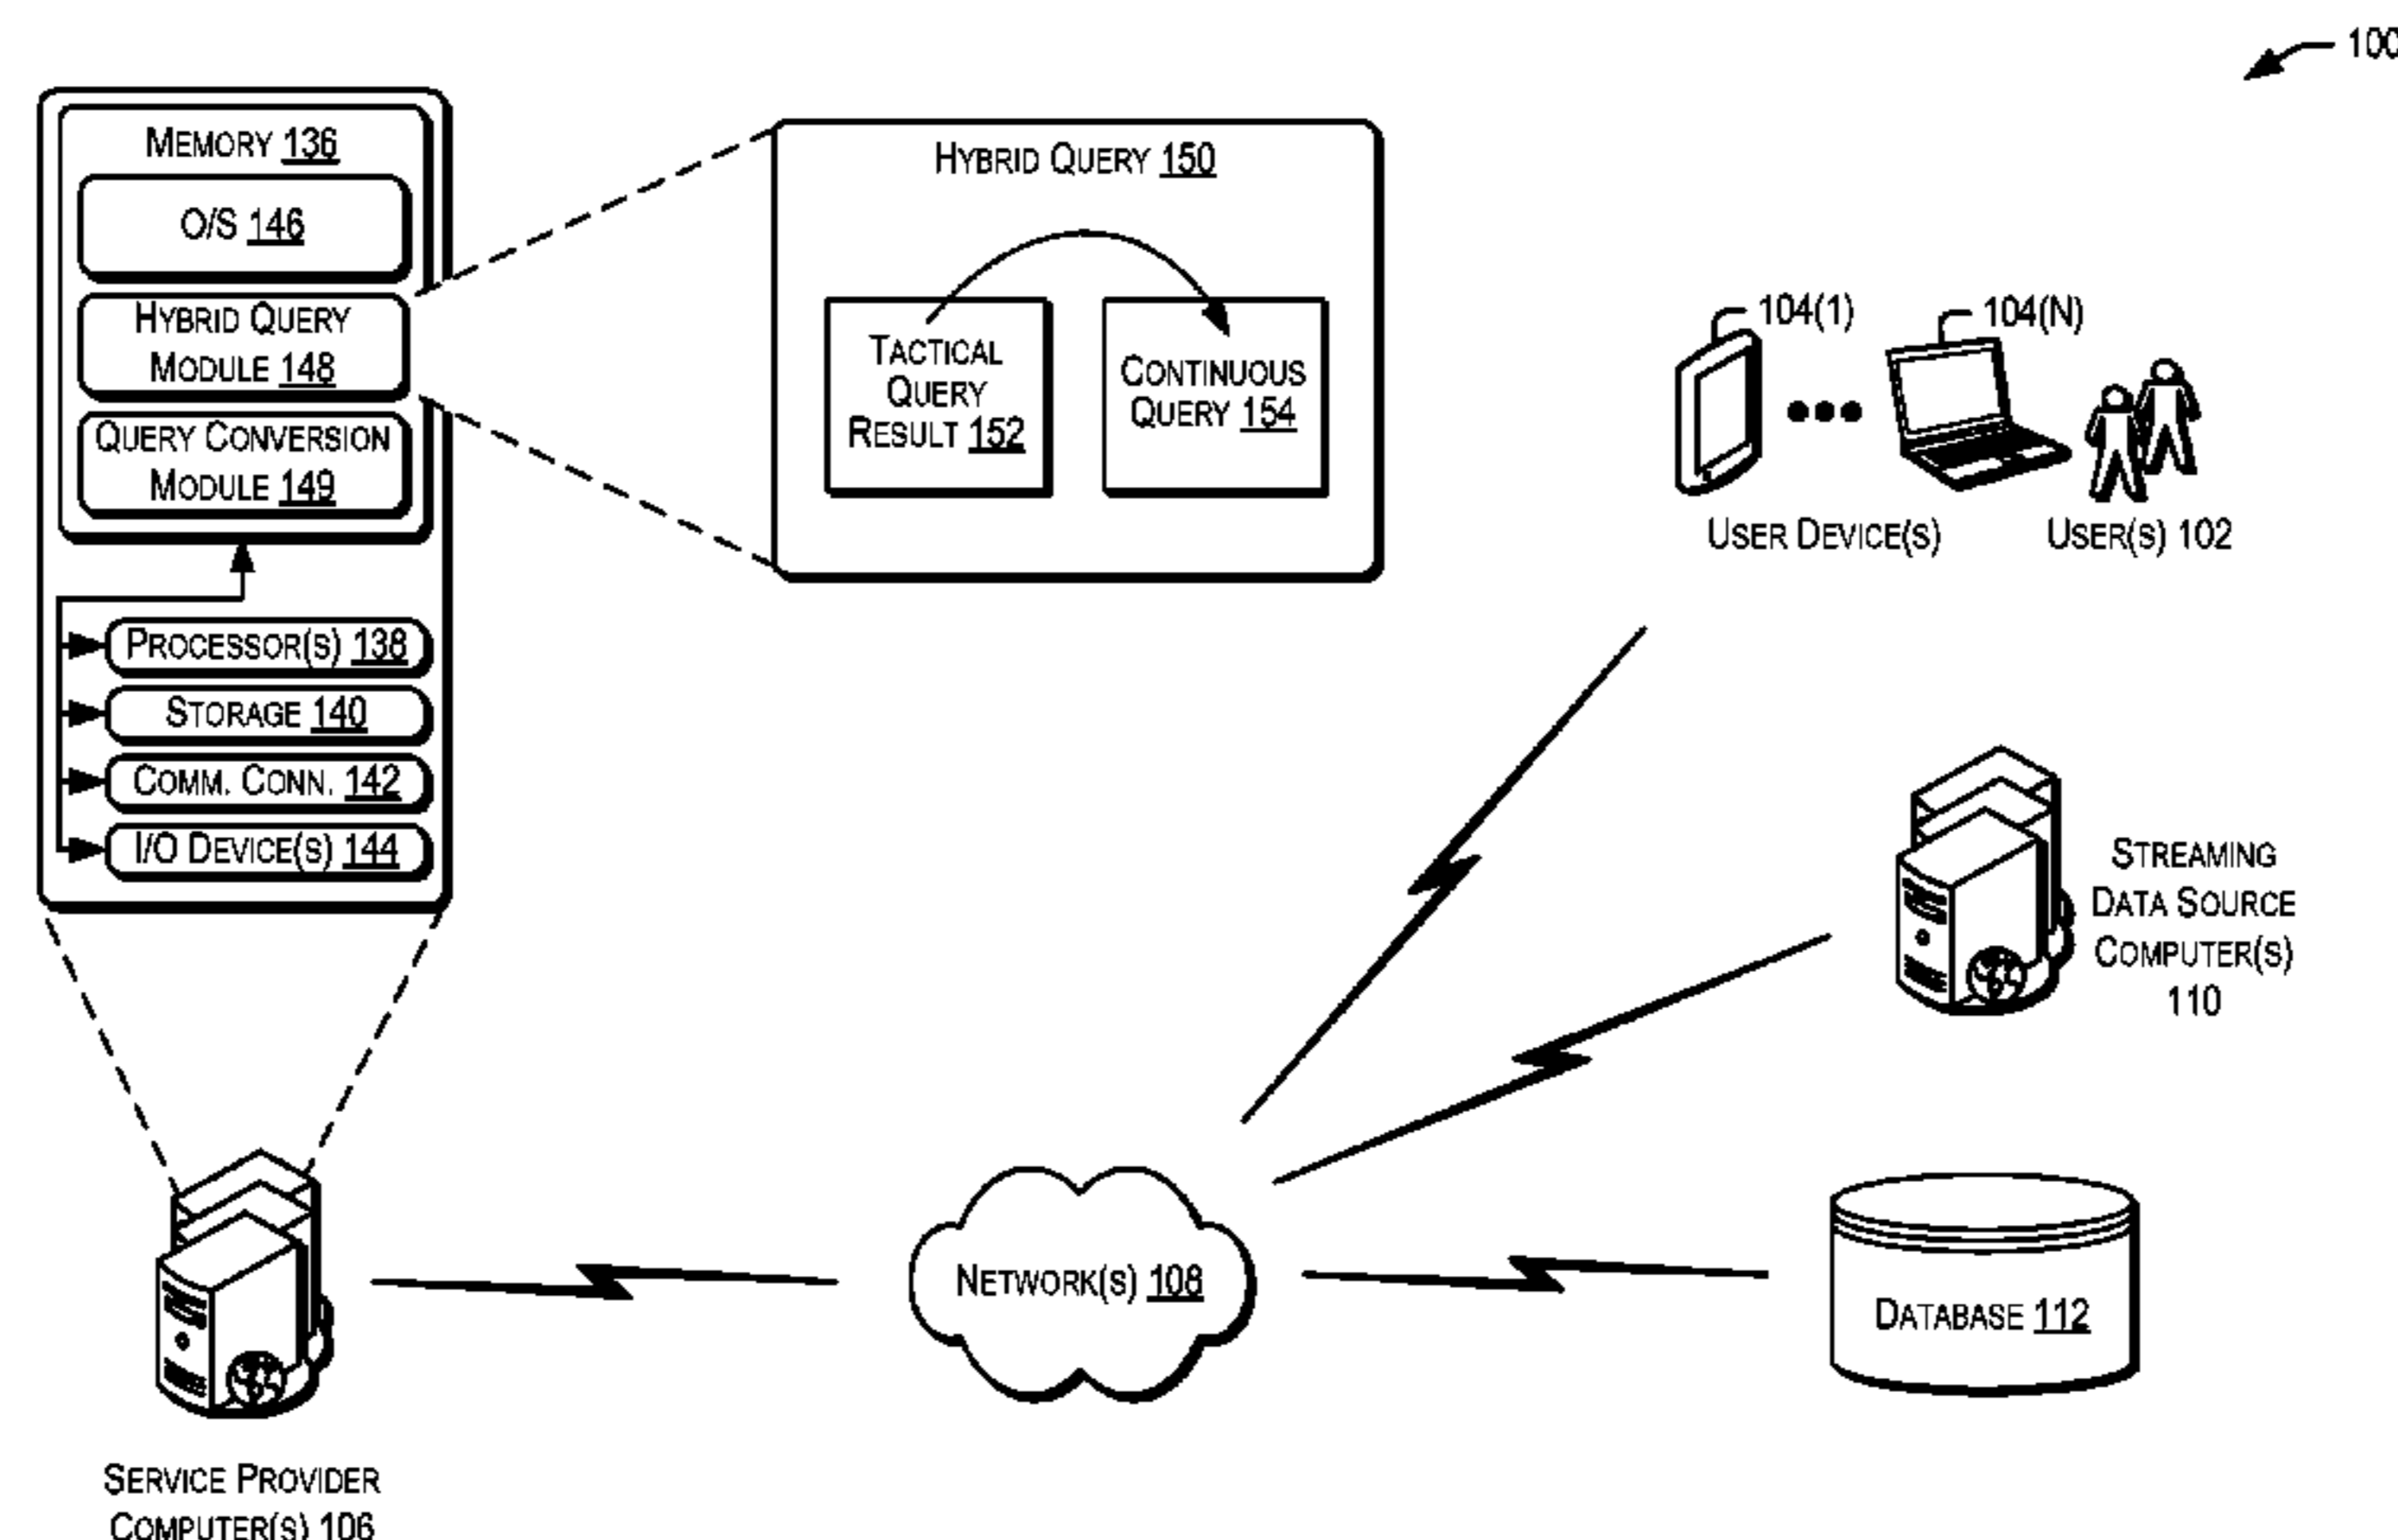 100
MEMORY 136
O/S 146
HYBRID QUERY
MODULE 148
QUERY CONVERSION
MODULE 149
PROCESSOR(S) 138
STORAGE 140
COMM. CONN. 142
I/O DEVICE(S) 144
HYBRID QUERY 150
TACTICAL
QUERY
RESULT 152
CONTINUOUS
QUERY 154
104(1)
104(N)
USER DEVICE(S)
USER(S) 102
STREAMING
DATA SOURCE
COMPUTER(S)
110
NETWORK(S) 108
DATABASE 112
SERVICE PROVIDER
COMPUTER(S) 106